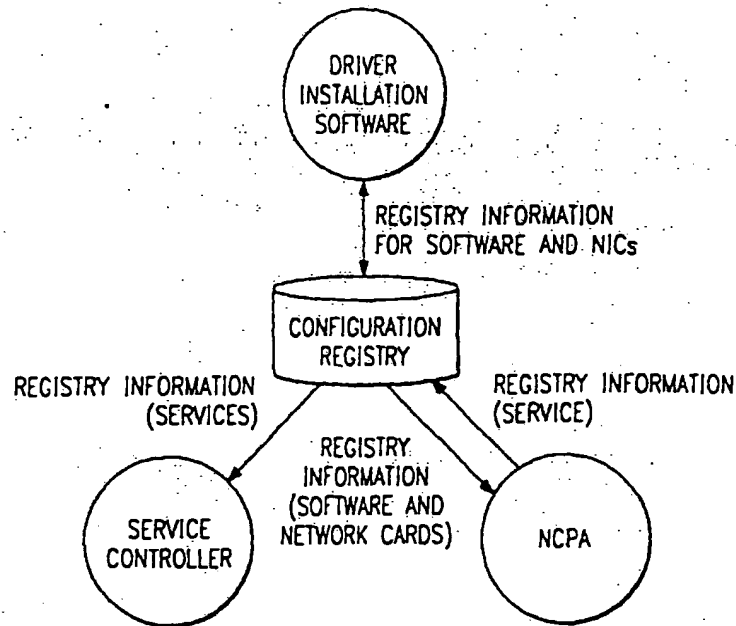 DRIVER
INSTALLATION
SOFTWARE
REGISTRY INFORMATION
FOR SOFTWARE AND NICs
CONFIGURATION
REGISTRY
REGISTRY INFORMATION
(SERVICES)
REGISTRY INFORMATION
(SERVICE)
REGISTRY
INFORMATION
(SOFTWARE AND
NETWORK CARDS)
SERVICE
CONTROLLER
NCPA